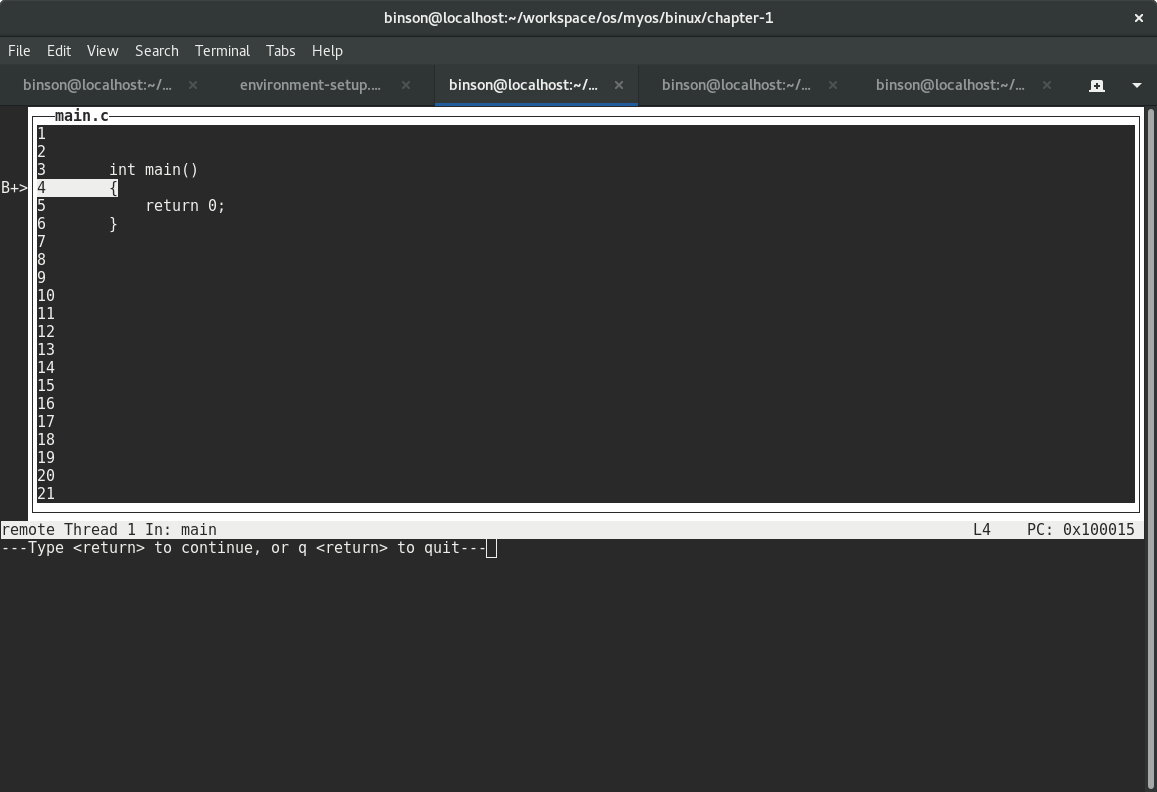 binson@localhost:~/workspace/os/myos/binux/chapter-1
File Edit View Search Terminal Tabs Help
binson@localhost:~/... environment-setup.... binson@localhost:~/... binson@localhost:~/... binson@localhost:~/...
main.c
1
2
3 int main()
B+> 4 {
5 return 0;
6 }
7
8
9
10
11
12
13
14
15
16
17
18
19
20
21
remote Thread 1 In: main L4 PC: 0x100015
---Type <return> to continue, or q <return> to quit---